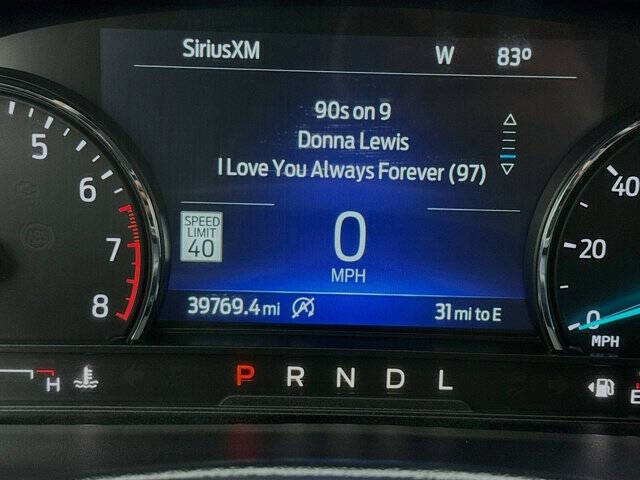 SiriusXM W 83º
90s on 9
Donna Lewis
I Love You Always Forever (97)
SPEED
LIMIT
40
0
MPH
39769.4 mi 31 mi to E
5
6
7
8
40
20
0
MPH
H
P R N D L
E